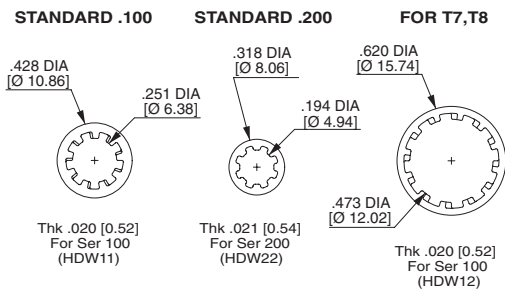 STANDARD .100
.428 DIA
[Ø 10.86]
.251 DIA
[Ø 6.38]
Thk .020 [0.52]
For Ser 100
(HDW11)
STANDARD .200
.318 DIA
[Ø 8.06]
.194 DIA
[Ø 4.94]
Thk .021 [0.54]
For Ser 200
(HDW22)
FOR T7,T8
.620 DIA
[Ø 15.74]
.473 DIA
[Ø 12.02]
Thk .020 [0.52]
For Ser 100
(HDW12)